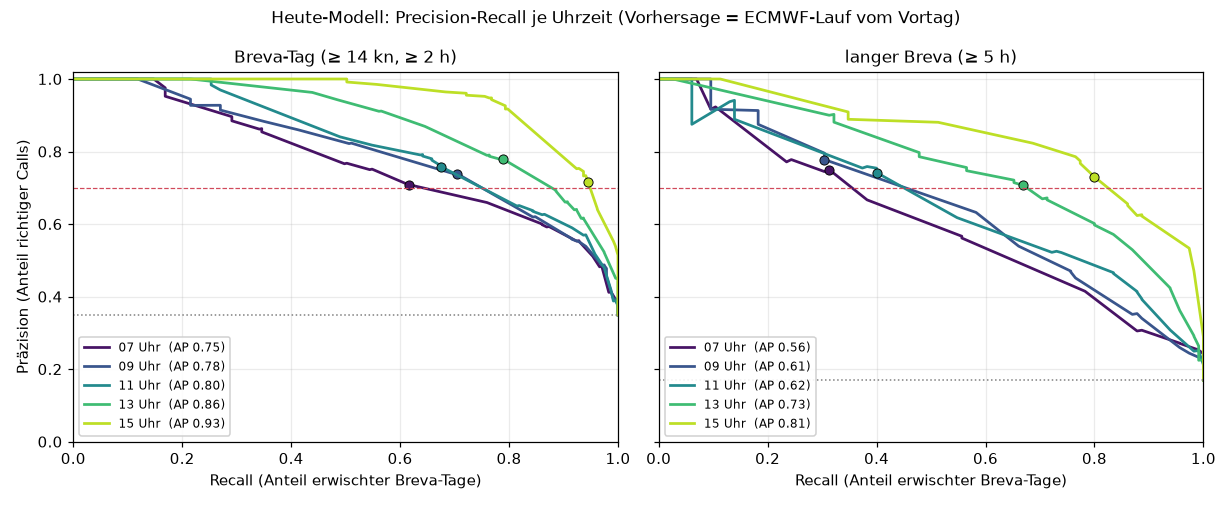 Heute-Modell: Precision-Recall je Uhrzeit (Vorhersage = ECMWF-Lauf vom Vortag)
Breva-Tag (≥ 14 kn, ≥ 2 h)
Präzision (Anteil richtiger Calls)
1.0
0.8
0.6
0.4
0.2
0.0
07 Uhr (AP 0.75)
09 Uhr (AP 0.78)
11 Uhr (AP 0.80)
13 Uhr (AP 0.86)
15 Uhr (AP 0.93)
0.0 0.2 0.4 0.6 0.8 1.0
Recall (Anteil erwischter Breva-Tage)
langer Breva (≥ 5 h)
07 Uhr (AP 0.56)
09 Uhr (AP 0.61)
11 Uhr (AP 0.62)
13 Uhr (AP 0.73)
15 Uhr (AP 0.81)
0.0 0.2 0.4 0.6 0.8 1.0
Recall (Anteil erwischter Breva-Tage)